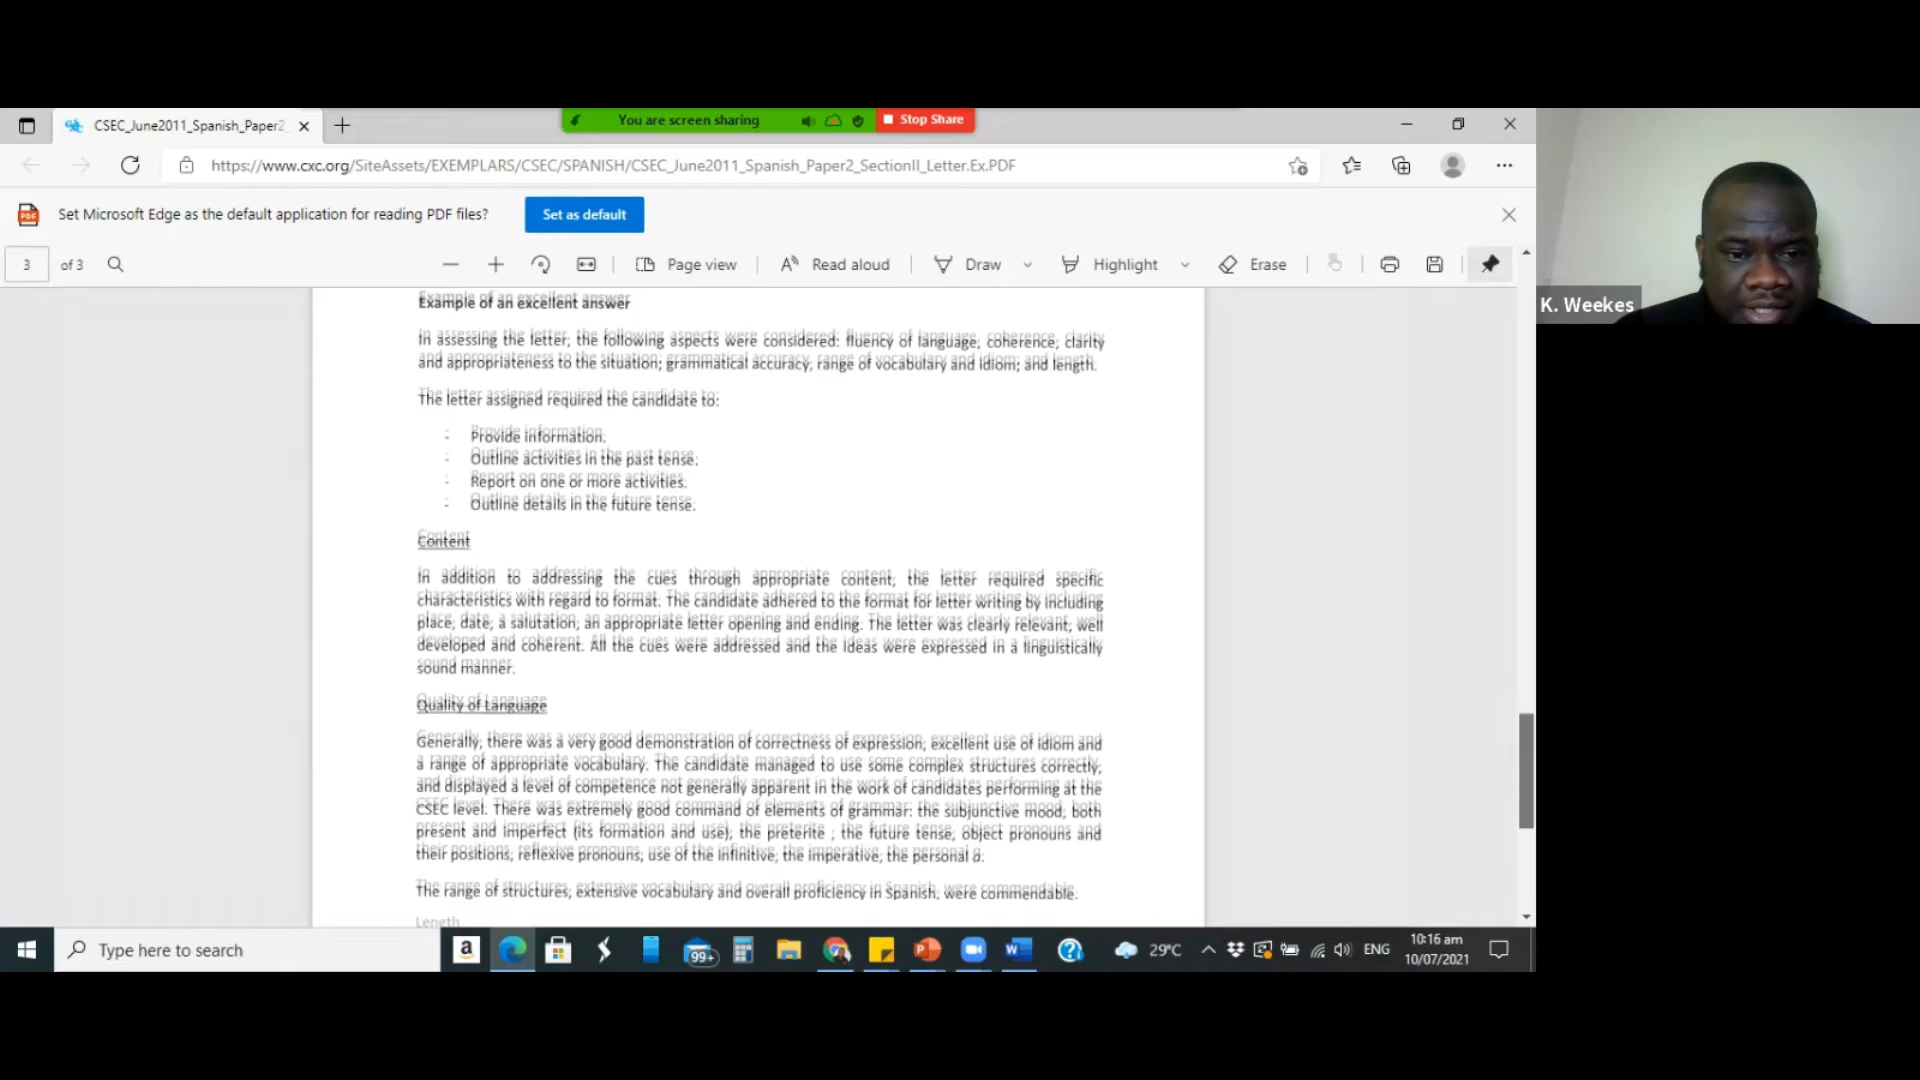 CSEC_June2011_Spanish_Paper2_
You are screen sharing
Stop Share
https://www.cxc.org/SiteAssets/EXEMPLARS/CSEC/SPANISH/CSEC_June2011_Spanish_Paper2_SectionII_Letter.Ex.PDF
PDF
Set Microsoft Edge as the default application for reading PDF files?
Set as default
3 of 3
Page view
Read aloud
Draw
Highlight
Erase
K. Weekes
Example of an excellent answer
In assessing the letter, the following aspects were considered: fluency of language, coherence, clarity
and appropriateness to the situation; grammatical accuracy, range of vocabulary and idiom; and length.
The letter assigned required the candidate to:
- Provide information.
- Outline activities in the past tense.
- Report on one or more activities.
- Outline details in the future tense.
Content
In addition to addressing the cues through appropriate content, the letter required specific
characteristics with regard to format. The candidate adhered to the format for letter writing by including
place, date, a salutation, an appropriate letter opening and ending. The letter was clearly relevant, well
developed and coherent. All the cues were addressed and the ideas were expressed in a linguistically
sound manner.
Quality of Language
Generally, there was a very good demonstration of correctness of expression, excellent use of idiom and
a range of appropriate vocabulary. The candidate managed to use some complex structures correctly,
and displayed a level of competence not generally apparent in the work of candidates performing at the
CSEC level. There was extremely good command of elements of grammar: the subjunctive mood, both
present and imperfect (its formation and use), the preterite , the future tense, object pronouns and
their positions, reflexive pronouns, use of the infinitive, the imperative, the personal a.
The range of structures, extensive vocabulary and overall proficiency in Spanish, were commendable.
Length
Type here to search
99+
29°C
ENG
10:16 am
10/07/2021